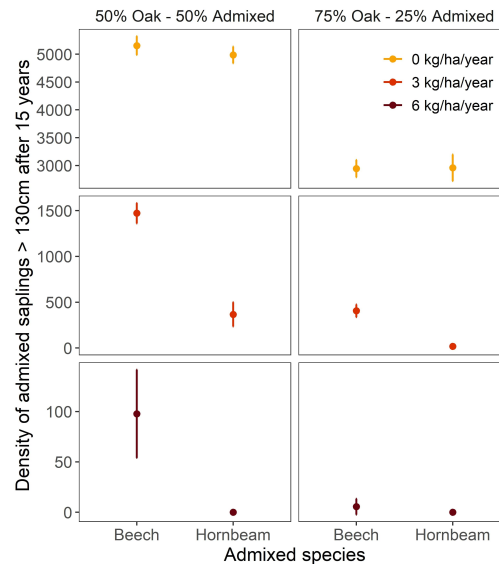 50% Oak - 50% Admixed
75% Oak - 25% Admixed
Density of admixed saplings > 130cm after 15 years
5000
4500
4000
3500
3000
0 kg/ha/year
3 kg/ha/year
6 kg/ha/year
1500
1000
500
0
100
50
0
Beech
Hornbeam
Beech
Hornbeam
Admixed species